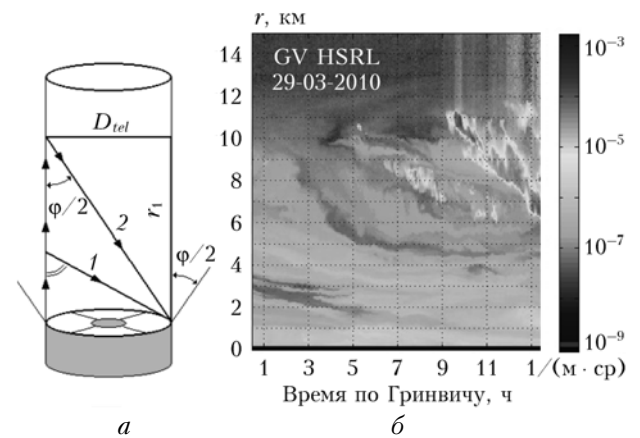 D_tel
φ/2
2
r₁
φ/2
1
а
r, км
14
12
10
8
6
4
2
0
GV HSRL
29-03-2010
1 3 5 7 9 11 1
Время по Гринвичу, ч
10⁻³
10⁻⁵
10⁻⁷
10⁻⁹
/(м · ср)
б